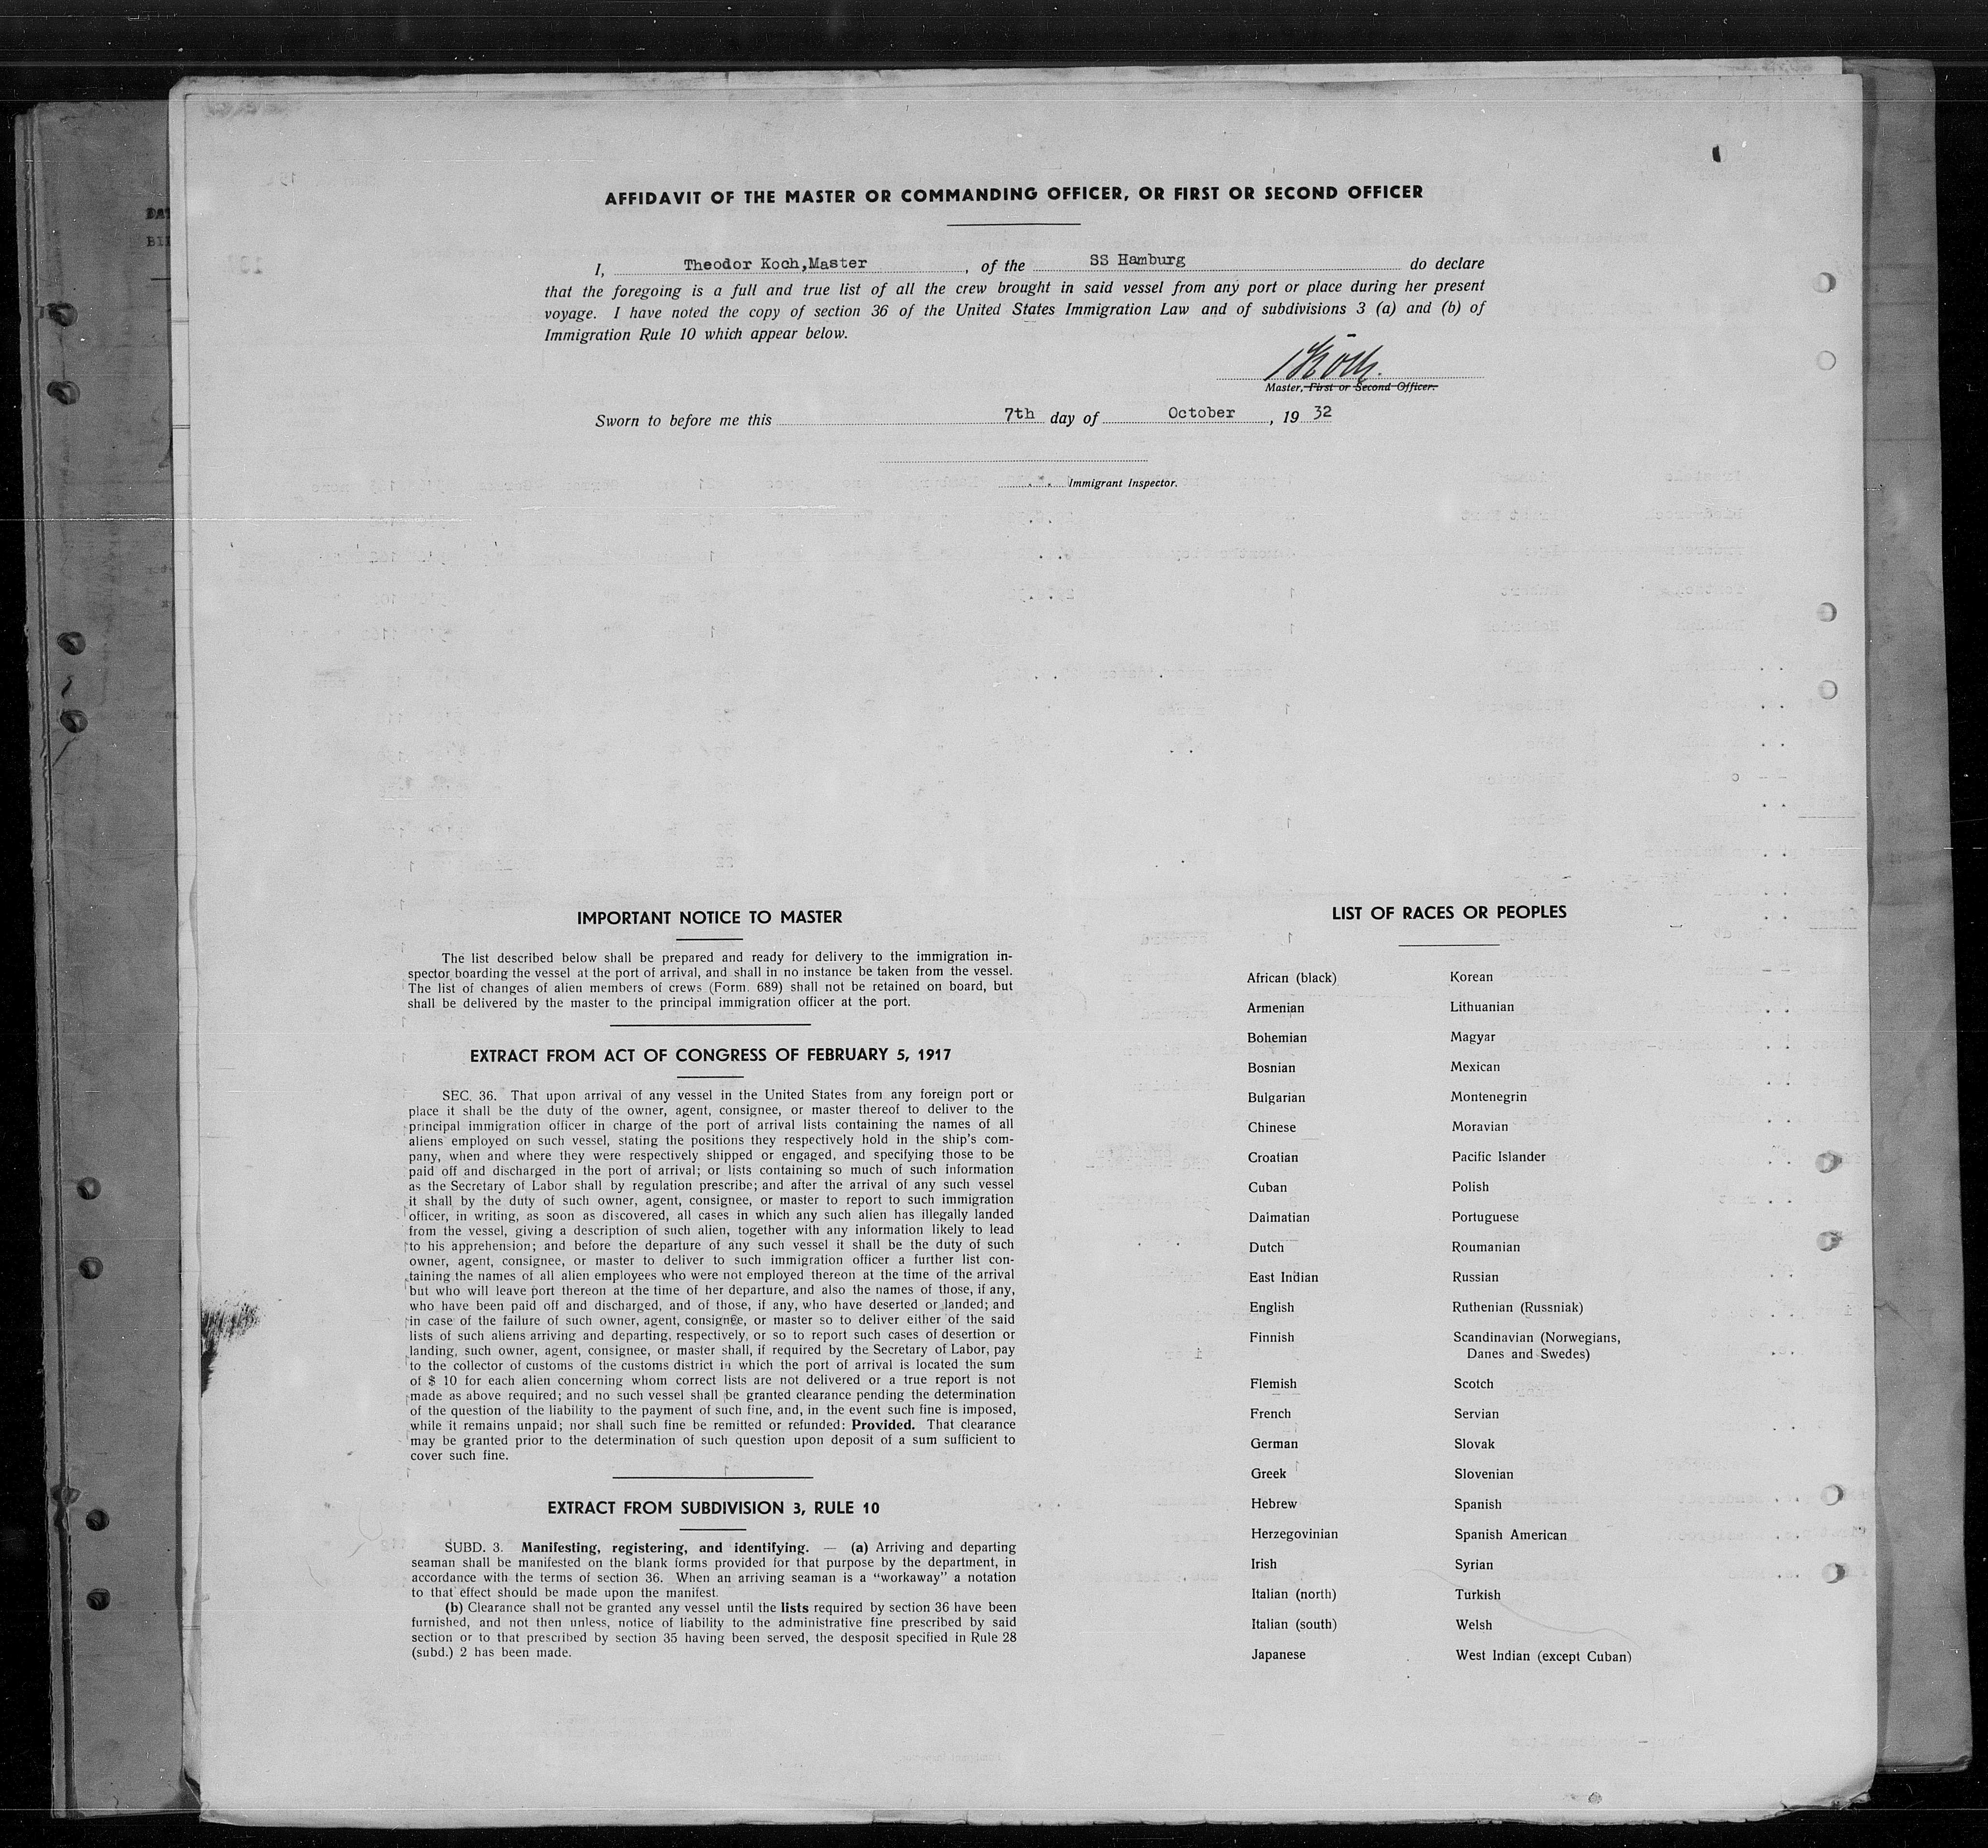 AFFIDAVIT OF THE MASTER OR COMMANDING OFFICER, OR FIRST OR SECOND OFFICER
I, Theodor Koch,Master, of the SS Hamburg do declare
that the foregoing is a full and true list of all the crew brought in said vessel from any port or place during her present
voyage. I have noted the copy of section 36 of the United States Immigration Law and of subdivisions 3 (a) and (b) of
Immigration Rule 10 which appear below.
Koch.
Master, First or Second Officer.
Sworn to before me this 7th day of October, 19 32
Immigrant Inspector.
IMPORTANT NOTICE TO MASTER
The list described below shall be prepared and ready for delivery to the immigration in-
spector boarding the vessel at the port of arrival, and shall in no instance be taken from the vessel.
The list of changes of alien members of crews (Form. 689) shall not be retained on board, but
shall be delivered by the master to the principal immigration officer at the port.
EXTRACT FROM ACT OF CONGRESS OF FEBRUARY 5, 1917
SEC. 36. That upon arrival of any vessel in the United States from any foreign port or
place it shall be the duty of the owner, agent, consignee, or master thereof to deliver to the
principal immigration officer in charge of the port of arrival lists containing the names of all
aliens employed on such vessel, stating the positions they respectively hold in the ship's com-
pany, when and where they were respectively shipped or engaged, and specifying those to be
paid off and discharged in the port of arrival; or lists containing so much of such information
as the Secretary of Labor shall by regulation prescribe; and after the arrival of any such vessel
it shall by the duty of such owner, agent, consignee, or master to report to such immigration
officer, in writing, as soon as discovered, all cases in which any such alien has illegally landed
from the vessel, giving a description of such alien, together with any information likely to lead
to his apprehension; and before the departure of any such vessel it shall be the duty of such
owner, agent, consignee, or master to deliver to such immigration officer a further list con-
taining the names of all alien employees who were not employed thereon at the time of the arrival
but who will leave port thereon at the time of her departure, and also the names of those, if any,
who have been paid off and discharged, and of those, if any, who have deserted or landed; and
in case of the failure of such owner, agent, consignee, or master so to deliver either of the said
lists of such aliens arriving and departing, respectively, or so to report such cases of desertion or
landing, such owner, agent, consignee, or master shall, if required by the Secretary of Labor, pay
to the collector of customs of the customs district in which the port of arrival is located the sum
of $ 10 for each alien concerning whom correct lists are not delivered or a true report is not
made as above required; and no such vessel shall be granted clearance pending the determination
of the question of the liability to the payment of such fine, and, in the event such fine is imposed,
while it remains unpaid; nor shall such fine be remitted or refunded: Provided. That clearance
may be granted prior to the determination of such question upon deposit of a sum sufficient to
cover such fine.
EXTRACT FROM SUBDIVISION 3, RULE 10
SUBD. 3. Manifesting, registering, and identifying. — (a) Arriving and departing
seaman shall be manifested on the blank forms provided for that purpose by the department, in
accordance with the terms of section 36. When an arriving seaman is a "workaway" a notation
to that effect should be made upon the manifest.
(b) Clearance shall not be granted any vessel until the lists required by section 36 have been
furnished, and not then unless, notice of liability to the administrative fine prescribed by said
section or to that prescribed by section 35 having been served, the desposit specified in Rule 28
(subd.) 2 has been made.
LIST OF RACES OR PEOPLES
African (black) Korean
Armenian Lithuanian
Bohemian Magyar
Bosnian Mexican
Bulgarian Montenegrin
Chinese Moravian
Croatian Pacific Islander
Cuban Polish
Dalmatian Portuguese
Dutch Roumanian
East Indian Russian
English Ruthenian (Russniak)
Finnish Scandinavian (Norwegians,
Danes and Swedes)
Flemish Scotch
French Servian
German Slovak
Greek Slovenian
Hebrew Spanish
Herzegovinian Spanish American
Irish Syrian
Italian (north) Turkish
Italian (south) Welsh
Japanese West Indian (except Cuban)